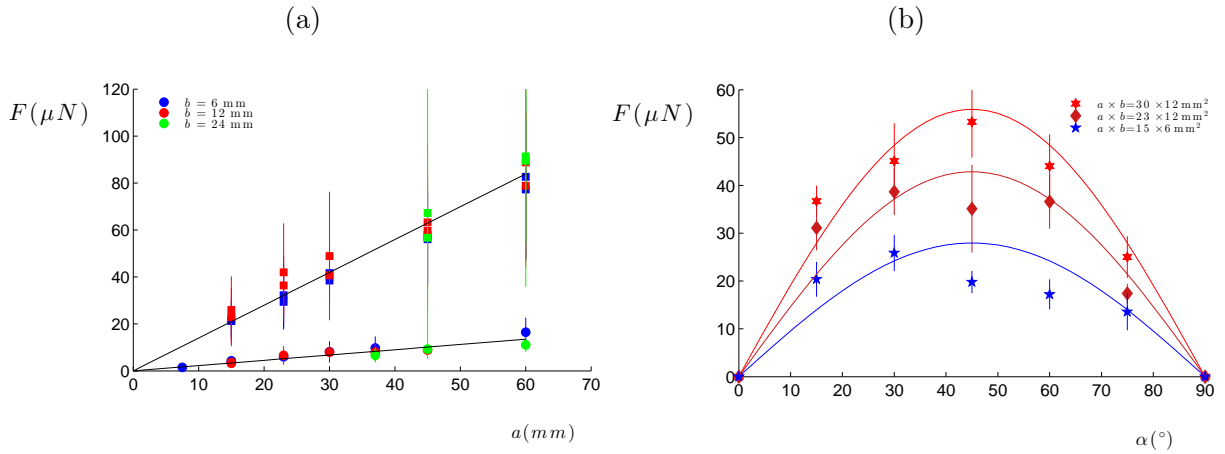 (a)
F(μN)
120
100
80
60
40
20
0
b = 6 mm
b = 12 mm
b = 24 mm
0 10 20 30 40 50 60 70
a(mm)
(b)
F(μN)
60
50
40
30
20
10
0
a × b=30 ×12 mm²
a × b=23 ×12 mm²
a × b=15 ×6 mm²
0 10 20 30 40 50 60 70 80 90
α(°)